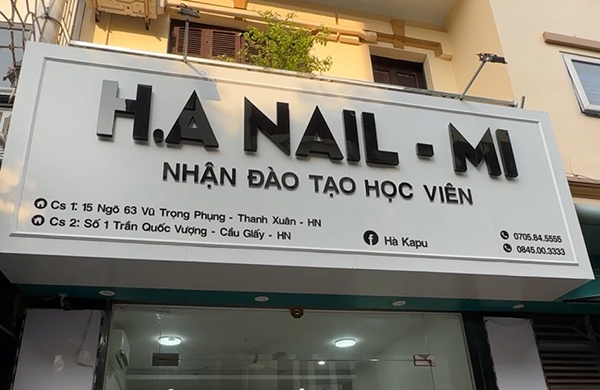 H.A NAIL - MI
NHẬN ĐÀO TẠO HỌC VIÊN
Cs 1: 15 Ngõ 63 Vũ Trọng Phụng - Thanh Xuân - HN
Cs 2: Số 1 Trần Quốc Vượng - Cầu Giấy - HN
Hà Kapu
0705.84.5555
0845.00.3333